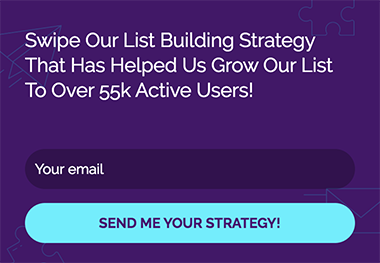 Swipe Our List Building Strategy
That Has Helped Us Grow Our List
To Over 55k Active Users!
Your email
SEND ME YOUR STRATEGY!